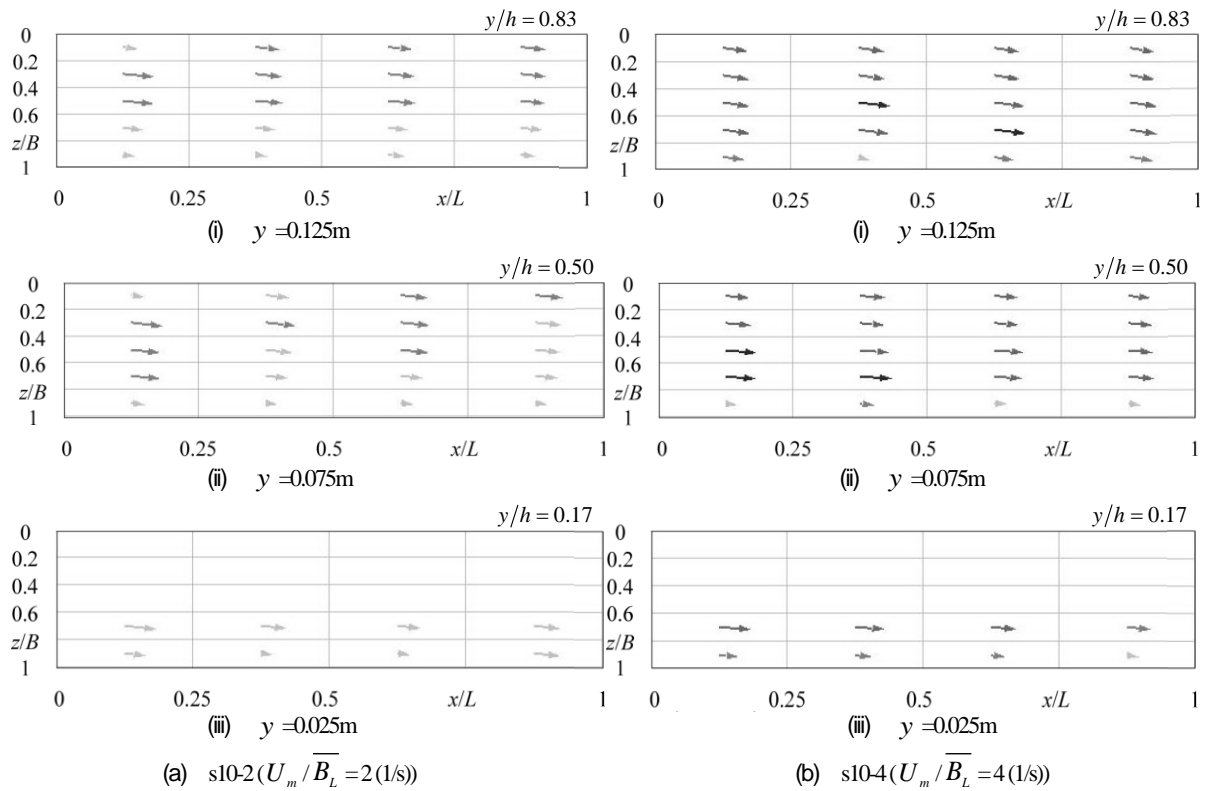 y/h = 0.83
0
0.2
0.4
0.6
z/B
1
0 0.25 0.5 x/L 1
(i) y =0.125m
y/h = 0.50
0
0.2
0.4
0.6
z/B
1
0 0.25 0.5 x/L 1
(ii) y =0.075m
y/h = 0.17
0
0.2
0.4
0.6
z/B
1
0 0.25 0.5 x/L 1
(iii) y =0.025m
(a) s10-2 (U_m / \overline{B_L} = 2 (1/s))
y/h = 0.83
0
0.2
0.4
0.6
z/B
1
0 0.25 0.5 x/L 1
(i) y =0.125m
y/h = 0.50
0
0.2
0.4
0.6
z/B
1
0 0.25 0.5 x/L 1
(ii) y =0.075m
y/h = 0.17
0
0.2
0.4
0.6
z/B
1
0 0.25 0.5 x/L 1
(iii) y =0.025m
(b) s10-4 (U_m / \overline{B_L} = 4 (1/s))